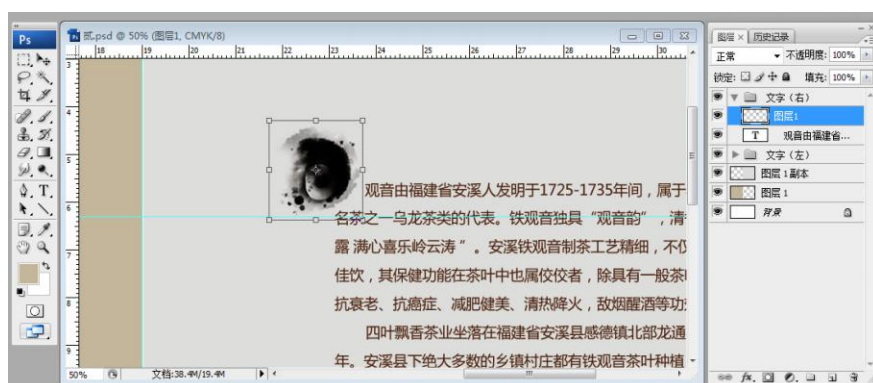 Ps
贰.psd @ 50% (图层1, CMYK/8)
18 19 20 21 22 23 24 25 26 27 28 29 30
3
4
5
6
7
8
9
观音由福建省安溪人发明于1725-1735年间，属于
名茶之一乌龙茶类的代表。铁观音独具“观音韵”，清
露 满心喜乐岭云涛 ”。安溪铁观音制茶工艺精细，不仅
佳饮，其保健功能在茶叶中也属佼佼者，除具有一般茶
抗衰老、抗癌症、减肥健美、清热降火，敌烟醒酒等功
四叶飘香茶业坐落在福建省安溪县感德镇北部龙通
年。安溪县下绝大多数的乡镇村庄都有铁观音茶叶种植
50%
文档:38.4M/19.4M
图层 × 历史记录
正常 不透明度: 100%
锁定: 填充: 100%
文字（右）
图层1
T 观音由福建省...
文字（左）
图层 1副本
图层 1
背景
fx.